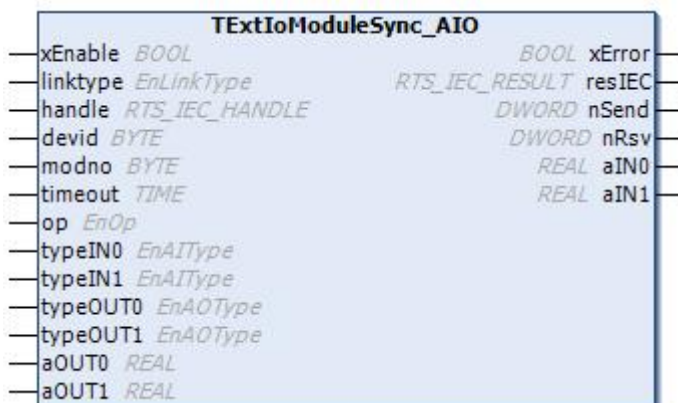 TExtIoModuleSync_AIO
xEnable BOOL BOOL xError
linktype EnLinkType RTS_IEC_RESULT resIEC
handle RTS_IEC_HANDLE DWORD nSend
devid BYTE DWORD nRsv
modno BYTE REAL aIN0
timeout TIME REAL aIN1
op EnOp
typeIN0 EnAIType
typeIN1 EnAIType
typeOUT0 EnAOType
typeOUT1 EnAOType
aOUT0 REAL
aOUT1 REAL